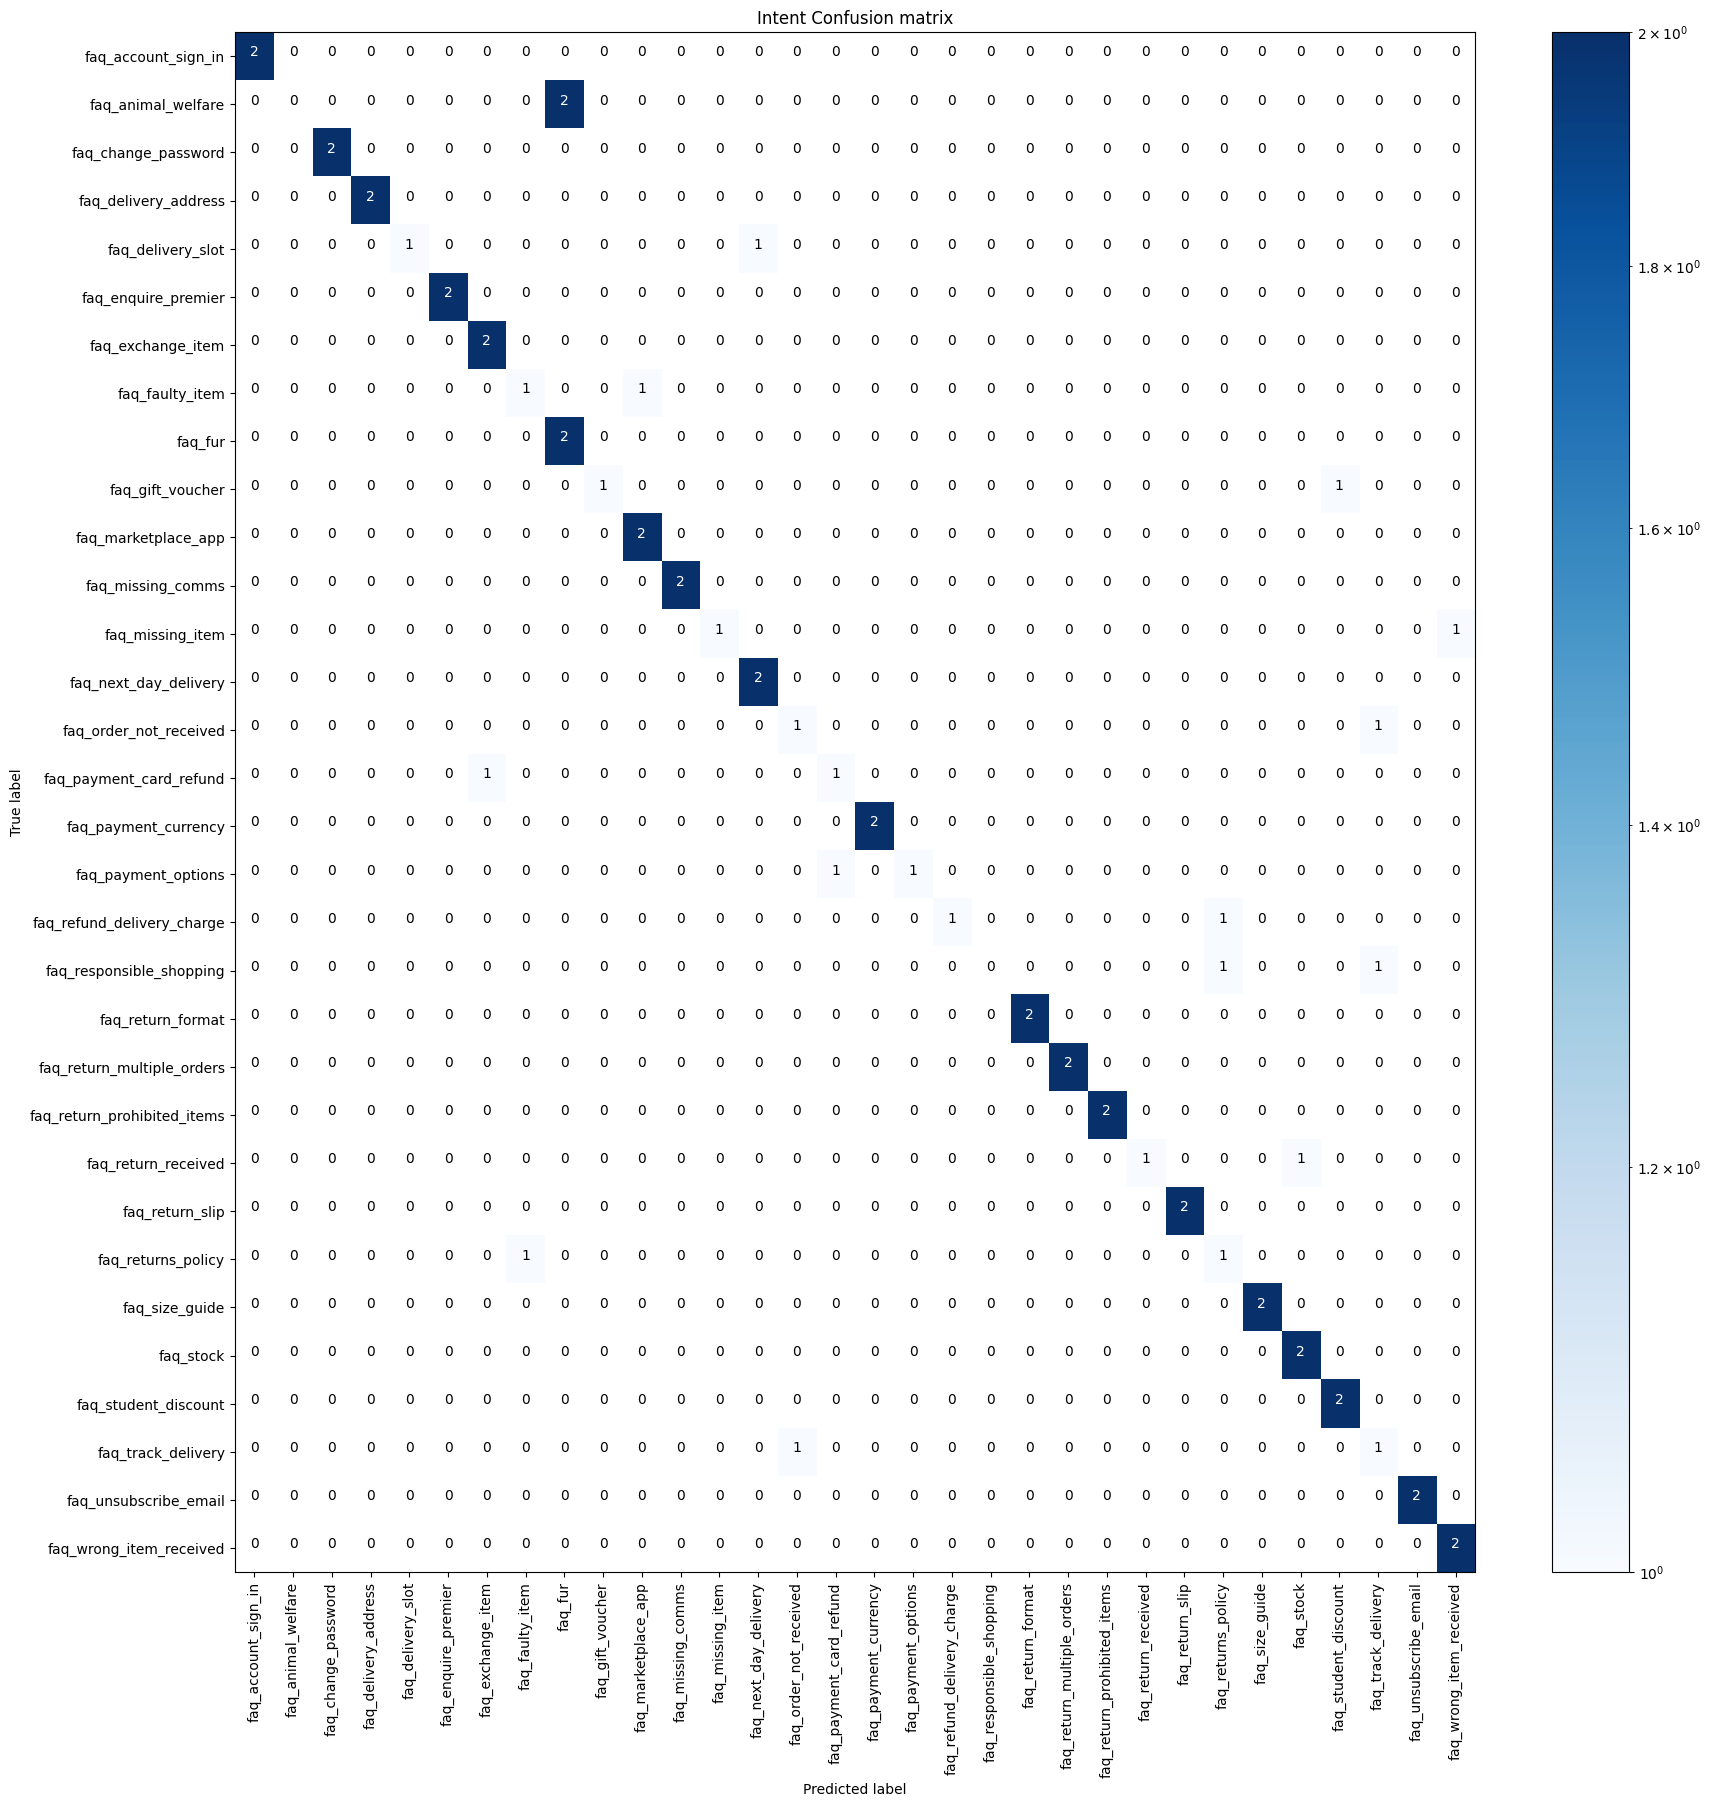 Intent Confusion matrix
faq_account_sign_in 2 0 0 0 0 0 0 0 0 0 0 0 0 0 0 0 0 0 0 0 0 0 0 0 0 0 0 0 0 0 0 0
faq_animal_welfare 0 0 0 0 0 0 0 0 2 0 0 0 0 0 0 0 0 0 0 0 0 0 0 0 0 0 0 0 0 0 0 0
faq_change_password 0 0 2 0 0 0 0 0 0 0 0 0 0 0 0 0 0 0 0 0 0 0 0 0 0 0 0 0 0 0 0 0
faq_delivery_address 0 0 0 2 0 0 0 0 0 0 0 0 0 0 0 0 0 0 0 0 0 0 0 0 0 0 0 0 0 0 0 0
faq_delivery_slot 0 0 0 0 1 0 0 0 0 0 0 0 0 1 0 0 0 0 0 0 0 0 0 0 0 0 0 0 0 0 0 0
faq_enquire_premier 0 0 0 0 0 2 0 0 0 0 0 0 0 0 0 0 0 0 0 0 0 0 0 0 0 0 0 0 0 0 0 0
faq_exchange_item 0 0 0 0 0 0 2 0 0 0 0 0 0 0 0 0 0 0 0 0 0 0 0 0 0 0 0 0 0 0 0 0
faq_faulty_item 0 0 0 0 0 0 0 1 0 0 1 0 0 0 0 0 0 0 0 0 0 0 0 0 0 0 0 0 0 0 0 0
faq_fur 0 0 0 0 0 0 0 0 2 0 0 0 0 0 0 0 0 0 0 0 0 0 0 0 0 0 0 0 0 0 0 0
faq_gift_voucher 0 0 0 0 0 0 0 0 0 1 0 0 0 0 0 0 0 0 0 0 0 0 0 0 0 0 0 0 1 0 0 0
faq_marketplace_app 0 0 0 0 0 0 0 0 0 0 2 0 0 0 0 0 0 0 0 0 0 0 0 0 0 0 0 0 0 0 0 0
faq_missing_comms 0 0 0 0 0 0 0 0 0 0 0 2 0 0 0 0 0 0 0 0 0 0 0 0 0 0 0 0 0 0 0 0
faq_missing_item 0 0 0 0 0 0 0 0 0 0 0 0 1 0 0 0 0 0 0 0 0 0 0 0 0 0 0 0 0 0 0 1
faq_next_day_delivery 0 0 0 0 0 0 0 0 0 0 0 0 0 2 0 0 0 0 0 0 0 0 0 0 0 0 0 0 0 0 0 0
faq_order_not_received 0 0 0 0 0 0 0 0 0 0 0 0 0 0 1 0 0 0 0 0 0 0 0 0 0 0 0 0 0 1 0 0
faq_payment_card_refund 0 0 0 0 0 0 1 0 0 0 0 0 0 0 0 1 0 0 0 0 0 0 0 0 0 0 0 0 0 0 0 0
faq_payment_currency 0 0 0 0 0 0 0 0 0 0 0 0 0 0 0 0 2 0 0 0 0 0 0 0 0 0 0 0 0 0 0 0
faq_payment_options 0 0 0 0 0 0 0 0 0 0 0 0 0 0 0 1 0 1 0 0 0 0 0 0 0 0 0 0 0 0 0 0
faq_refund_delivery_charge 0 0 0 0 0 0 0 0 0 0 0 0 0 0 0 0 0 0 1 0 0 0 0 0 0 1 0 0 0 0 0 0
faq_responsible_shopping 0 0 0 0 0 0 0 0 0 0 0 0 0 0 0 0 0 0 0 0 0 0 0 0 0 1 0 0 0 1 0 0
faq_return_format 0 0 0 0 0 0 0 0 0 0 0 0 0 0 0 0 0 0 0 0 2 0 0 0 0 0 0 0 0 0 0 0
faq_return_multiple_orders 0 0 0 0 0 0 0 0 0 0 0 0 0 0 0 0 0 0 0 0 0 2 0 0 0 0 0 0 0 0 0 0
faq_return_prohibited_items 0 0 0 0 0 0 0 0 0 0 0 0 0 0 0 0 0 0 0 0 0 0 2 0 0 0 0 0 0 0 0 0
faq_return_received 0 0 0 0 0 0 0 0 0 0 0 0 0 0 0 0 0 0 0 0 0 0 0 1 0 0 0 1 0 0 0 0
faq_return_slip 0 0 0 0 0 0 0 0 0 0 0 0 0 0 0 0 0 0 0 0 0 0 0 0 2 0 0 0 0 0 0 0
faq_returns_policy 0 0 0 0 0 0 0 1 0 0 0 0 0 0 0 0 0 0 0 0 0 0 0 0 0 1 0 0 0 0 0 0
faq_size_guide 0 0 0 0 0 0 0 0 0 0 0 0 0 0 0 0 0 0 0 0 0 0 0 0 0 0 2 0 0 0 0 0
faq_stock 0 0 0 0 0 0 0 0 0 0 0 0 0 0 0 0 0 0 0 0 0 0 0 0 0 0 0 2 0 0 0 0
faq_student_discount 0 0 0 0 0 0 0 0 0 0 0 0 0 0 0 0 0 0 0 0 0 0 0 0 0 0 0 0 2 0 0 0
faq_track_delivery 0 0 0 0 0 0 0 0 0 0 0 0 0 0 1 0 0 0 0 0 0 0 0 0 0 0 0 0 0 1 0 0
faq_unsubscribe_email 0 0 0 0 0 0 0 0 0 0 0 0 0 0 0 0 0 0 0 0 0 0 0 0 0 0 0 0 0 0 2 0
faq_wrong_item_received 0 0 0 0 0 0 0 0 0 0 0 0 0 0 0 0 0 0 0 0 0 0 0 0 0 0 0 0 0 0 0 2
True label
faq_account_sign_in
faq_animal_welfare
faq_change_password
faq_delivery_address
faq_delivery_slot
faq_enquire_premier
faq_exchange_item
faq_faulty_item
faq_fur
faq_gift_voucher
faq_marketplace_app
faq_missing_comms
faq_missing_item
faq_next_day_delivery
faq_order_not_received
faq_payment_card_refund
faq_payment_currency
faq_payment_options
faq_refund_delivery_charge
faq_responsible_shopping
faq_return_format
faq_return_multiple_orders
faq_return_prohibited_items
faq_return_received
faq_return_slip
faq_returns_policy
faq_size_guide
faq_stock
faq_student_discount
faq_track_delivery
faq_unsubscribe_email
faq_wrong_item_received
Predicted label
2 × 10⁰
1.8 × 10⁰
1.6 × 10⁰
1.4 × 10⁰
1.2 × 10⁰
10⁰